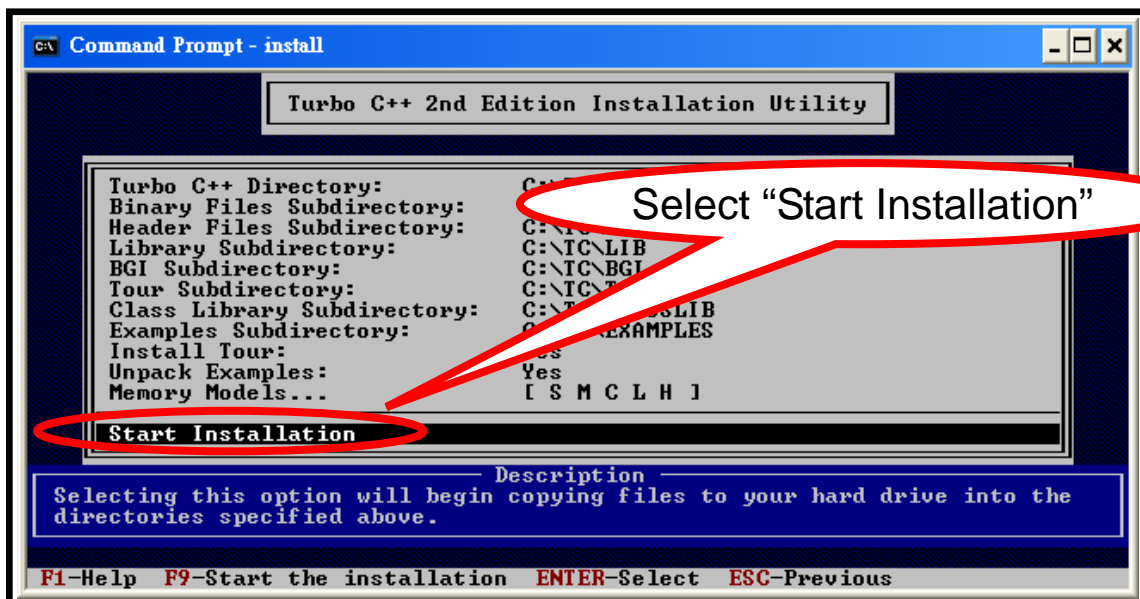 Command Prompt - install
Turbo C++ 2nd Edition Installation Utility
Turbo C++ Directory:
Binary Files Subdirectory:
Select “Start Installation”
Header Files Subdirectory:
Library Subdirectory: C:\TC\LIB
BGI Subdirectory: C:\TC\BGI
Tour Subdirectory:
Class Library Subdirectory:
Examples Subdirectory:
Install Tour:
Unpack Examples: Yes
Memory Models... [ S M C L H ]
Start Installation
Description
Selecting this option will begin copying files to your hard drive into the
directories specified above.
F1-Help F9-Start the installation ENTER-Select ESC-Previous